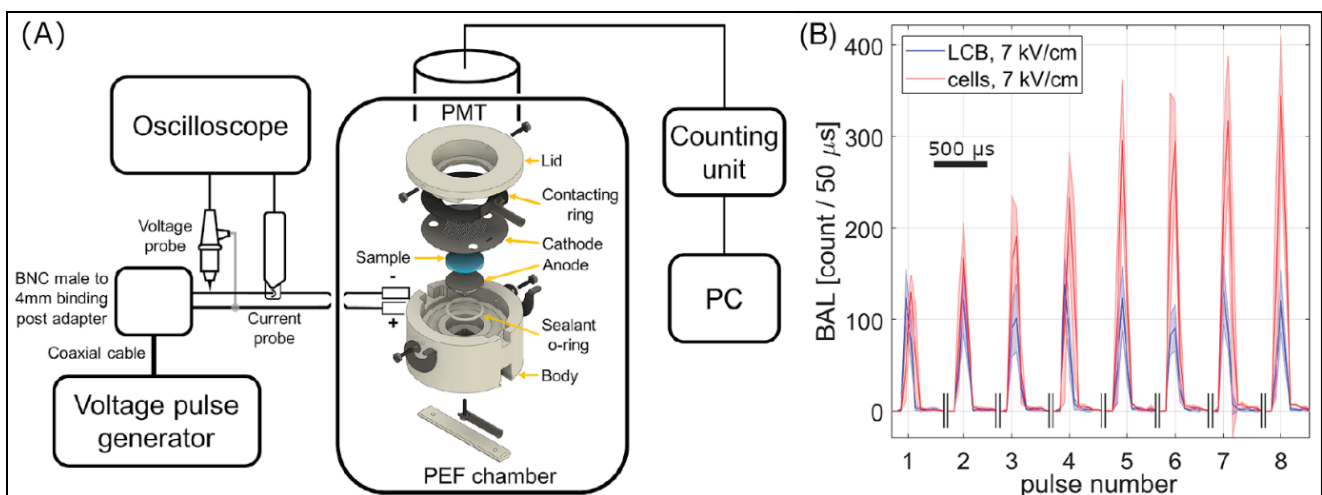 (A)
Oscilloscope
Voltage
probe
BNC male to
4mm binding
post adapter
Coaxial cable
Current
probe
Voltage pulse
generator
-
+
PMT
Lid
Contacting
ring
Cathode
Sample
Anode
Sealant
o-ring
Body
PEF chamber
Counting
unit
PC
(B)
BAL [count / 50 µs]
400
300
200
100
0
LCB, 7 kV/cm
cells, 7 kV/cm
500 µs
1 2 3 4 5 6 7 8
pulse number